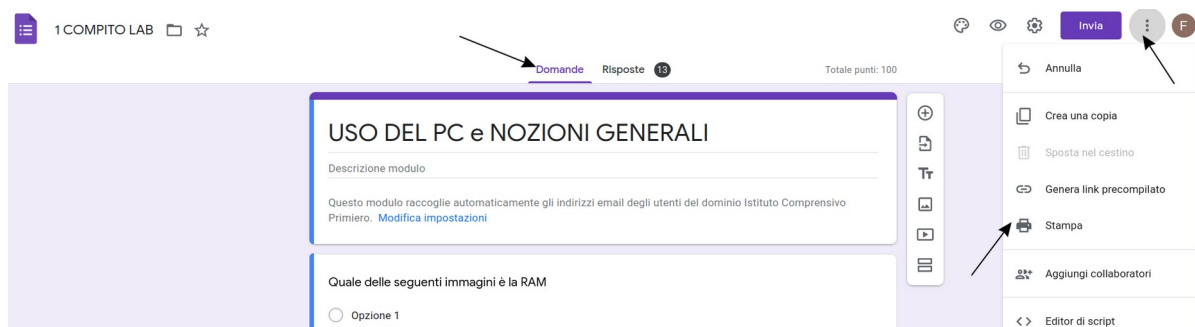 1 COMPITO LAB
Invia
F
Domande
Risposte 13
Totale punti: 100
Annulla
USO DEL PC e NOZIONI GENERALI
Descrizione modulo
Questo modulo raccoglie automaticamente gli indirizzi email degli utenti del dominio Istituto Comprensivo
Primiero. Modifica impostazioni
Quale delle seguenti immagini è la RAM
Opzione 1
Tт
Crea una copia
Sposta nel cestino
Genera link precompilato
Stampa
Aggiungi collaboratori
Editor di script